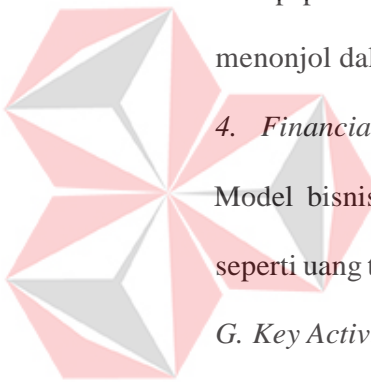 menonjol dal
4. Financia
Model bisnis
seperti uang t
G. Key Activ